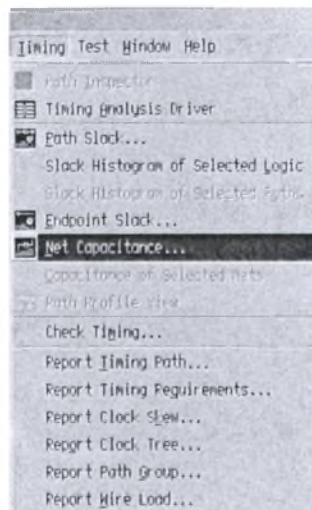 Timing Test Window Help
Path Inspector
Timing Analysis Driver
Path Slack...
Slack Histogram of Selected Logic
Slack Histogram of Selected Paths
Endpoint Slack...
Net Capacitance...
Capacitance of Selected Nets
Path Profile View
Check Timing...
Report Timing Path...
Report Timing Requirements...
Report Clock Skew...
Report Clock Tree...
Report Path Group...
Report Wire Load...